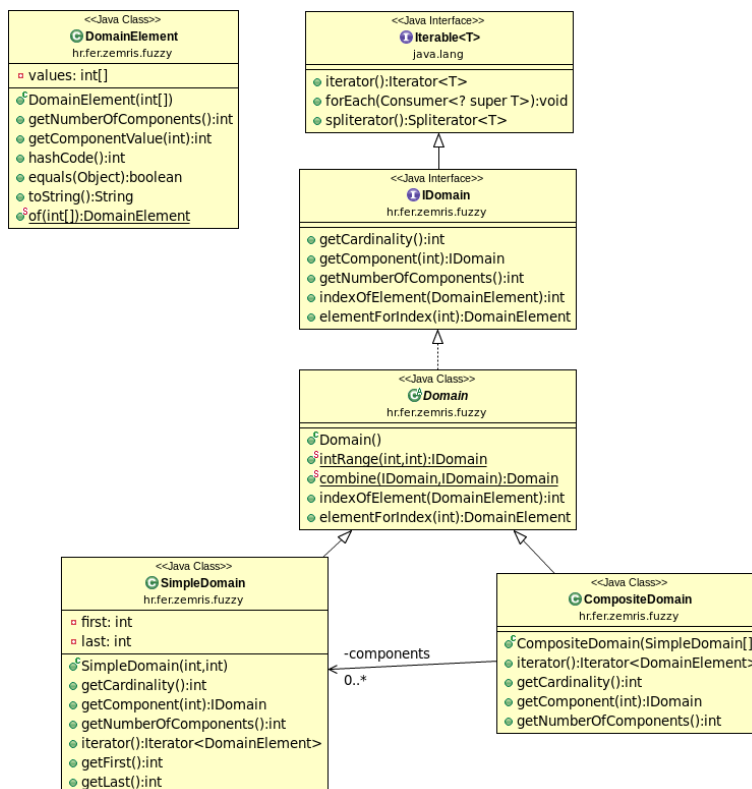 <<Java Class>>
DomainElement
hr.fer.zemris.fuzzy
values: int[]
DomainElement(int[])
getNumberOfComponents():int
getComponentValue(int):int
hashCode():int
equals(Object):boolean
toString():String
of(int[]):DomainElement
<<Java Interface>>
Iterable<T>
java.lang
iterator():Iterator<T>
forEach(Consumer<? super T>):void
spliterator():Spliterator<T>
<<Java Interface>>
IDomain
hr.fer.zemris.fuzzy
getCardinality():int
getComponent(int):IDomain
getNumberOfComponents():int
indexOfElement(DomainElement):int
elementForIndex(int):DomainElement
<<Java Class>>
Domain
hr.fer.zemris.fuzzy
Domain()
intRange(int,int):IDomain
combine(IDomain,IDomain):Domain
indexOfElement(DomainElement):int
elementForIndex(int):DomainElement
<<Java Class>>
SimpleDomain
hr.fer.zemris.fuzzy
first: int
last: int
SimpleDomain(int,int)
getCardinality():int
getComponent(int):IDomain
getNumberOfComponents():int
iterator():Iterator<DomainElement>
getFirst():int
getLast():int
-components
0..*
<<Java Class>>
CompositeDomain
hr.fer.zemris.fuzzy
CompositeDomain(SimpleDomain[]
iterator():Iterator<DomainElement>
getCardinality():int
getComponent(int):IDomain
getNumberOfComponents():int